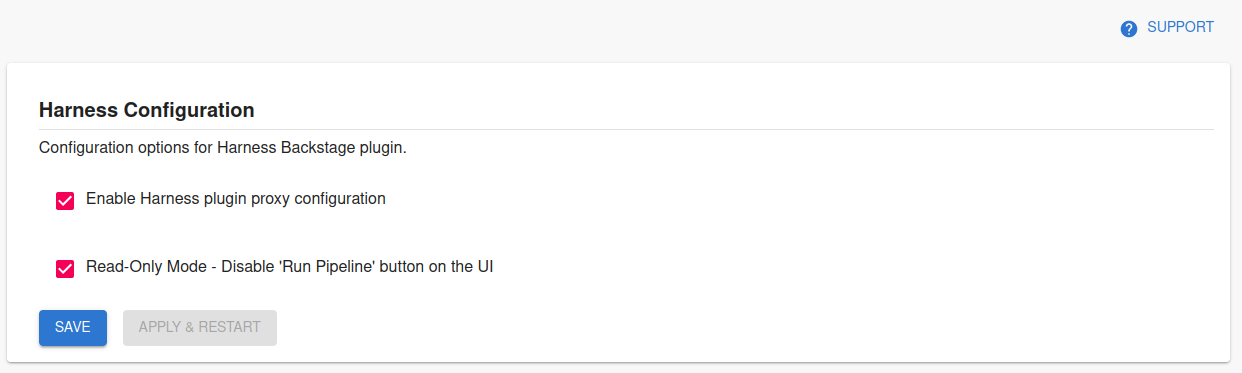 SUPPORT
Harness Configuration
Configuration options for Harness Backstage plugin.
Enable Harness plugin proxy configuration
Read-Only Mode - Disable 'Run Pipeline' button on the UI
SAVE
APPLY & RESTART